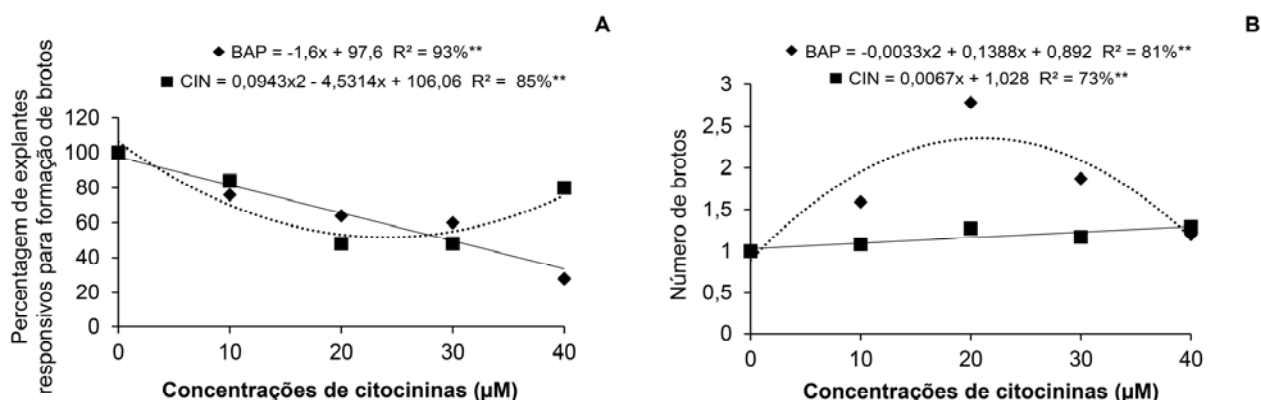 A
BAP = -1,6x + 97,6 R² = 93%**
CIN = 0,0943x2 - 4,5314x + 106,06 R² = 85%**
Percentagem de explantes
responsivos para formação de brotos
120
100
80
60
40
20
0
0 10 20 30 40
Concentrações de citocininas (µM)
B
BAP = -0,0033x2 + 0,1388x + 0,892 R² = 81%**
CIN = 0,0067x + 1,028 R² = 73%**
Número de brotos
3
2,5
2
1,5
1
0,5
0
0 10 20 30 40
Concentrações de citocininas (µM)